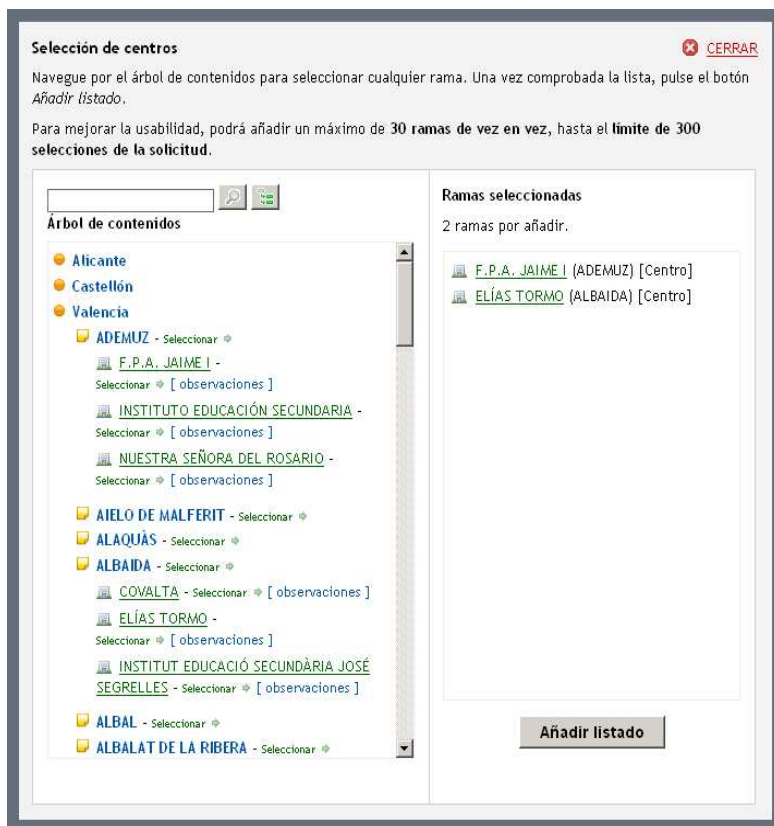 Selección de centros
CERRAR
Navegue por el árbol de contenidos para seleccionar cualquier rama. Una vez comprobada la lista, pulse el botón
Añadir listado.
Para mejorar la usabilidad, podrá añadir un máximo de 30 ramas de vez en vez, hasta el límite de 300
selecciones de la solicitud.
Árbol de contenidos
Alicante
Castellón
Valencia
ADEMUZ - Seleccionar
F.P.A. JAIME I -
Seleccionar [ observaciones ]
INSTITUTO EDUCACIÓN SECUNDARIA -
Seleccionar [ observaciones ]
NUESTRA SEÑORA DEL ROSARIO -
Seleccionar [ observaciones ]
AIELO DE MALFERIT - Seleccionar
ALAQUÀS - Seleccionar
ALBAIDA - Seleccionar
COVALTA - Seleccionar [ observaciones ]
ELÍAS TORMO -
Seleccionar [ observaciones ]
INSTITUT EDUCACIÓ SECUNDÀRIA JOSÉ
SEGRELLES - Seleccionar [ observaciones ]
ALBAL - Seleccionar
ALBALAT DE LA RIBERA - Seleccionar
Ramas seleccionadas
2 ramas por añadir.
F.P.A. JAIME I (ADEMUZ) [Centro]
ELÍAS TORMO (ALBAIDA) [Centro]
Añadir listado